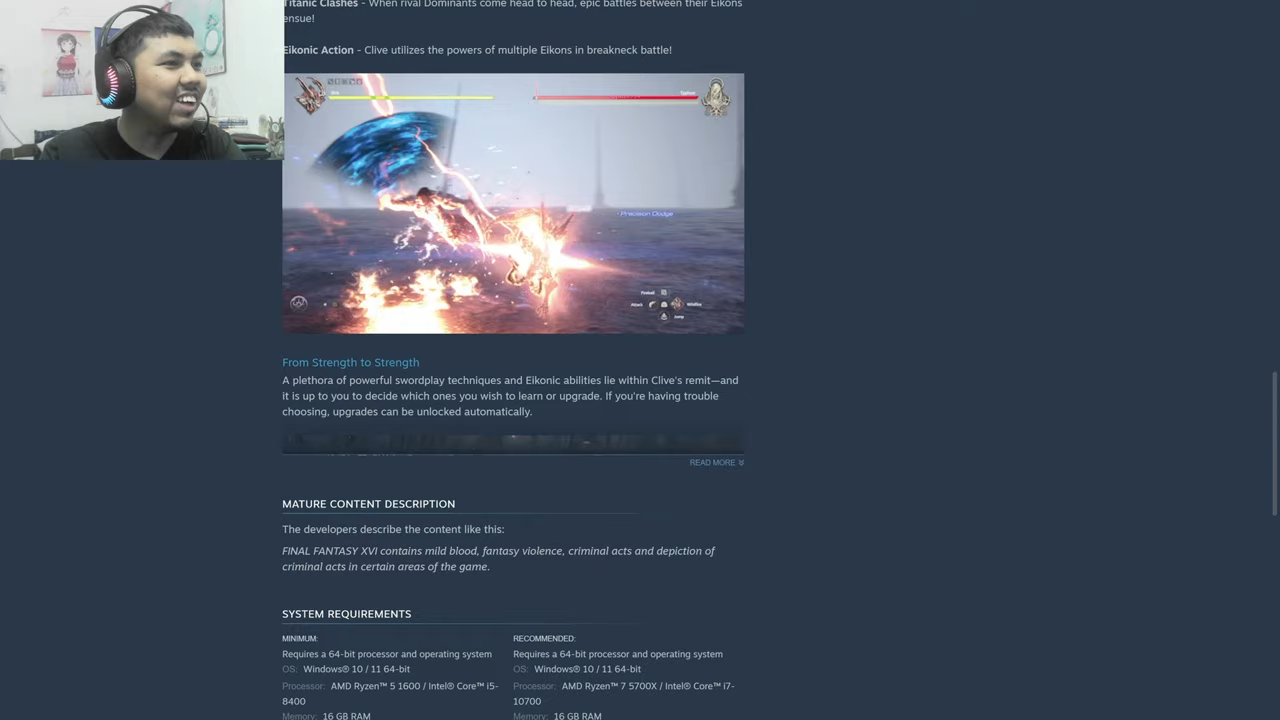 Titanic Clashes - When rival Dominants come head to head, epic battles between their Eikons
ensue!
Eikonic Action - Clive utilizes the powers of multiple Eikons in breakneck battle!
Precision Dodge
Fireball
Attack
Jump
From Strength to Strength
A plethora of powerful swordplay techniques and Eikonic abilities lie within Clive's remit—and
it is up to you to decide which ones you wish to learn or upgrade. If you're having trouble
choosing, upgrades can be unlocked automatically.
READ MORE
MATURE CONTENT DESCRIPTION
The developers describe the content like this:
FINAL FANTASY XVI contains mild blood, fantasy violence, criminal acts and depiction of
criminal acts in certain areas of the game.
SYSTEM REQUIREMENTS
MINIMUM:
Requires a 64-bit processor and operating system
OS: Windows® 10 / 11 64-bit
Processor: AMD Ryzen™ 5 1600 / Intel® Core™ i5-
8400
Memory: 16 GB RAM
RECOMMENDED:
Requires a 64-bit processor and operating system
OS: Windows® 10 / 11 64-bit
Processor: AMD Ryzen™ 7 5700X / Intel® Core™ i7-
10700
Memory: 16 GB RAM